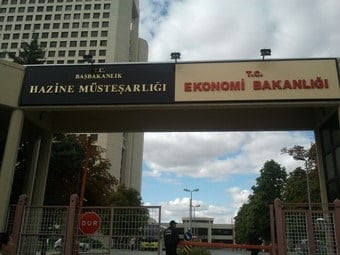 T.C.
BAŞBAKANLIK
HAZİNE MÜSTEŞARLIĞI
T.C.
EKONOMİ BAKANLIĞI
DUR